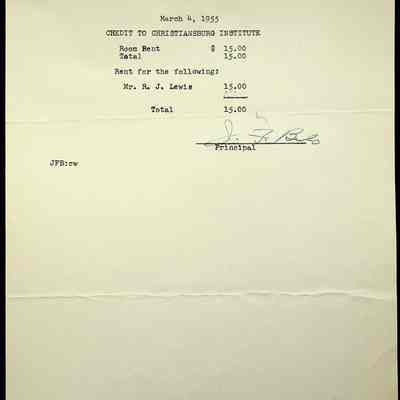 March 4, 1955
CREDIT TO CHRISTIANSBURG INSTITUTE
Room Rent $ 15.00
Total 15.00
Rent for the following:
Mr. R. J. Lewis 15.00
Total 15.00
Principal
JFB:cw